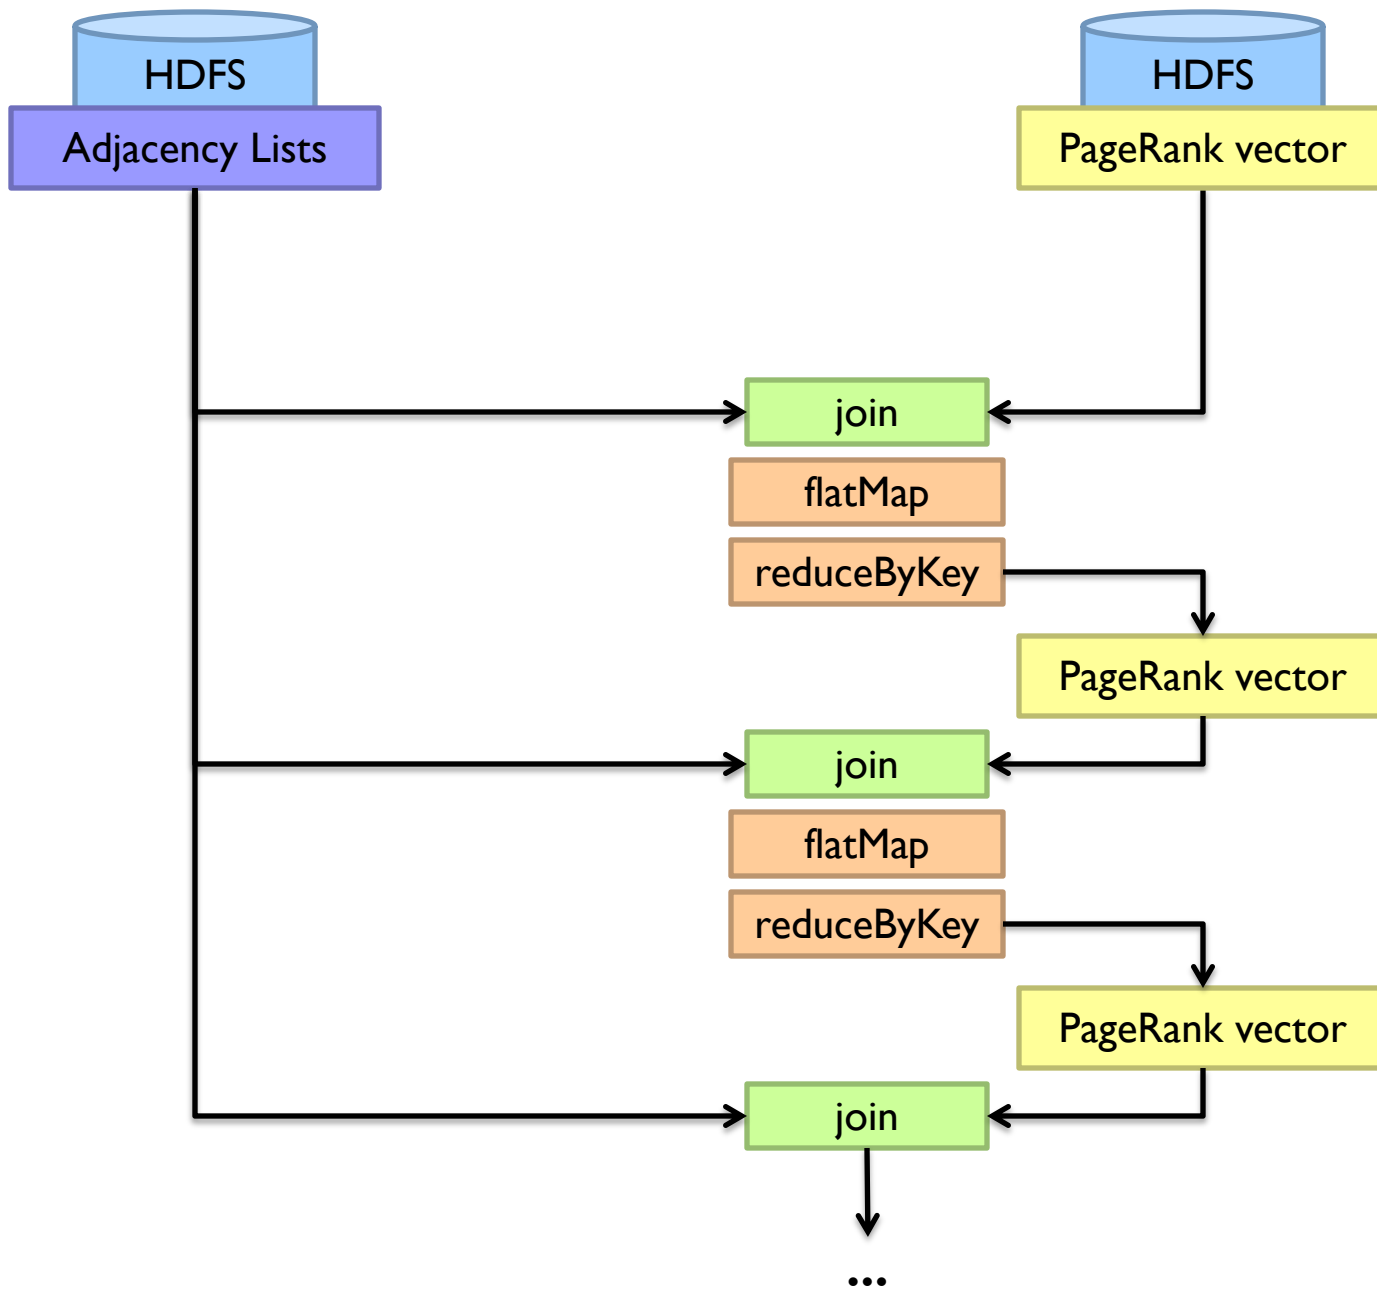 HDFS
HDFS
Adjacency Lists
PageRank vector
join
flatMap
reduceByKey
PageRank vector
join
flatMap
reduceByKey
PageRank vector
join
...